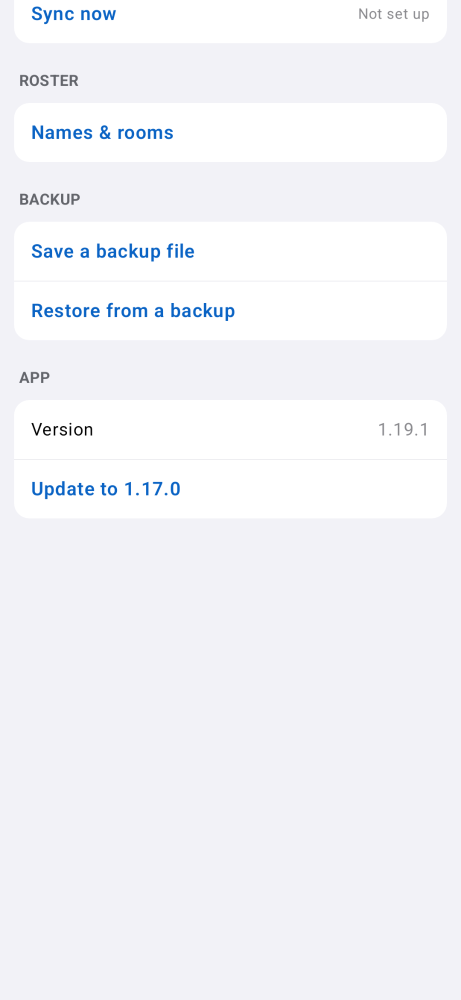 Sync now
Not set up
ROSTER
Names & rooms
BACKUP
Save a backup file
Restore from a backup
APP
Version
1.19.1
Update to 1.17.0